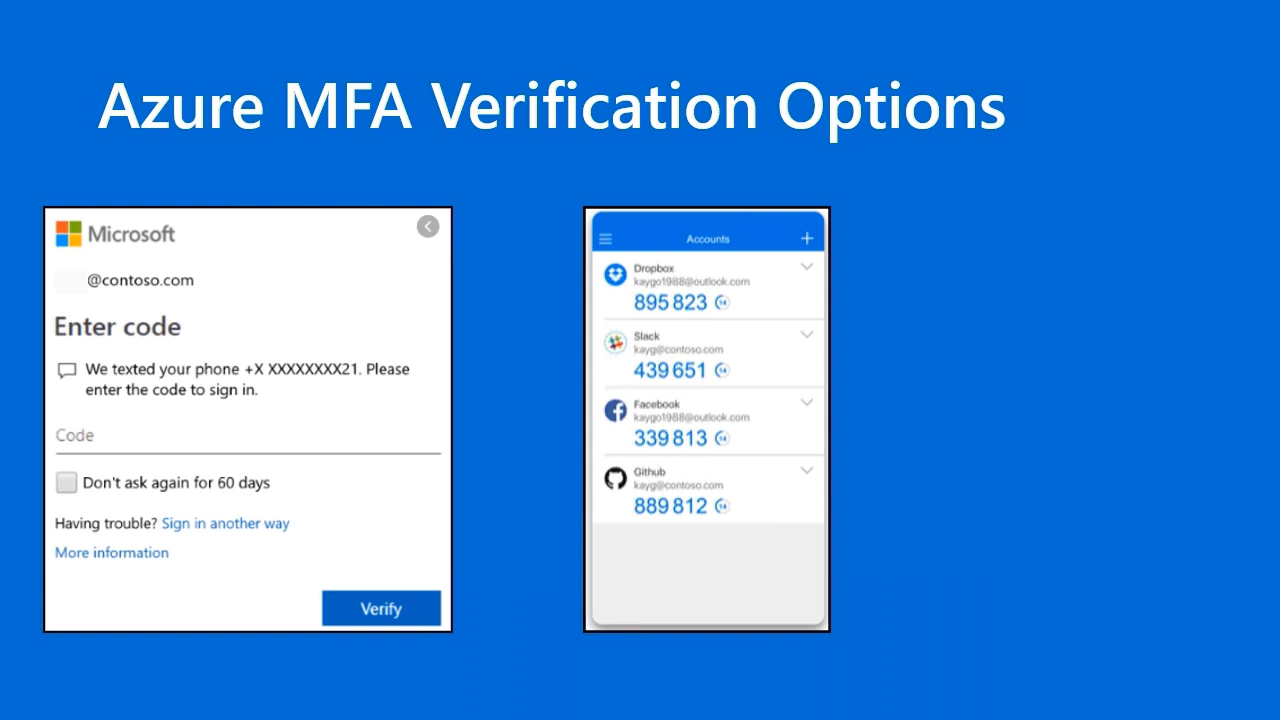 Azure MFA Verification Options
Microsoft
@contoso.com
Enter code
We texted your phone +X XXXXXXXX21. Please
enter the code to sign in.
Code
Don't ask again for 60 days
Having trouble? Sign in another way
More information
Verify
Accounts
Dropbox
kaygo1988@outlook.com
895 823
Slack
kayg@contoso.com
439 651
Facebook
kaygo1988@outlook.com
339 813
Github
kayg@contoso.com
889 812